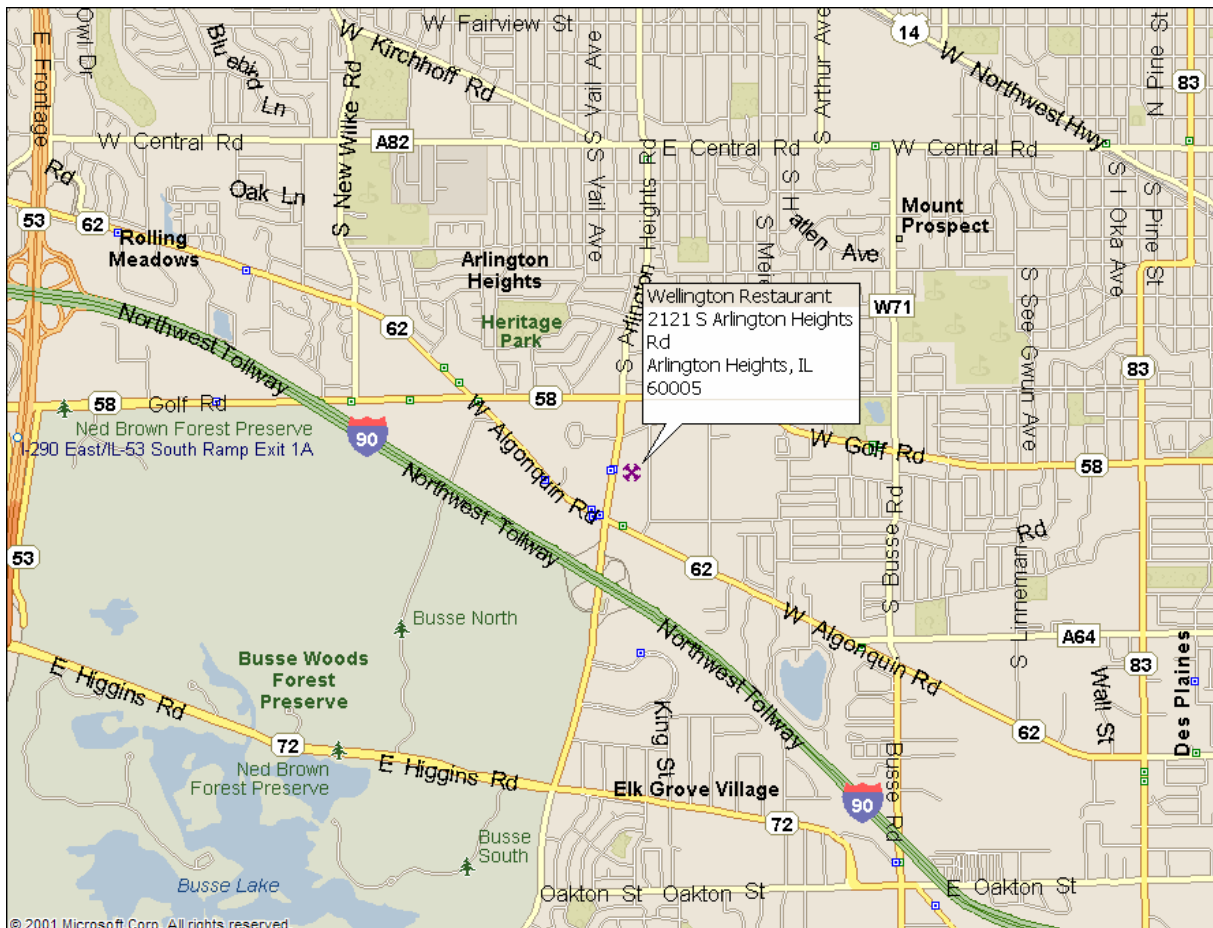 E Frontage
Owl Dr
Bluebird Ln
W Fairview St
W Kirchhoff Rd
S Vail Ave
S Arthur Ave
14
W Northwest Hwy
N Pine St
83
W Central Rd
A82
S New Wilke Rd
S Vail Ave
E Central Rd
W Central Rd
Rd
Oak Ln
S I Oka Ave
S Pine St
53
62
Rolling
Meadows
Arlington
Heights
S Arlington Heights Rd
S Hatlen Ave
Mount
Prospect
Wellington Restaurant
2121 S Arlington Heights
Rd
Arlington Heights, IL
60005
W71
S See Gwun Ave
Northwest Tollway
62
Heritage
Park
83
58
Golf Rd
58
Ned Brown Forest Preserve
I-290 East/IL-53 South Ramp Exit 1A
90
W Algonquin Rd
W Golf Rd
58
Northwest Tollway
53
62
S Busse Rd
Rd
S Linneman
Busse North
W Algonquin Rd
A64
83
Busse Woods
Forest
Preserve
Northwest Tollway
E Higgins Rd
72
King St
Wall St
Des Plaines
62
Ned Brown
Forest Preserve
E Higgins Rd
Elk Grove Village
90
Busse Rd
72
Busse
South
Busse Lake
Oakton St
E Oakton St
© 2001 Microsoft Corp. All rights reserved.